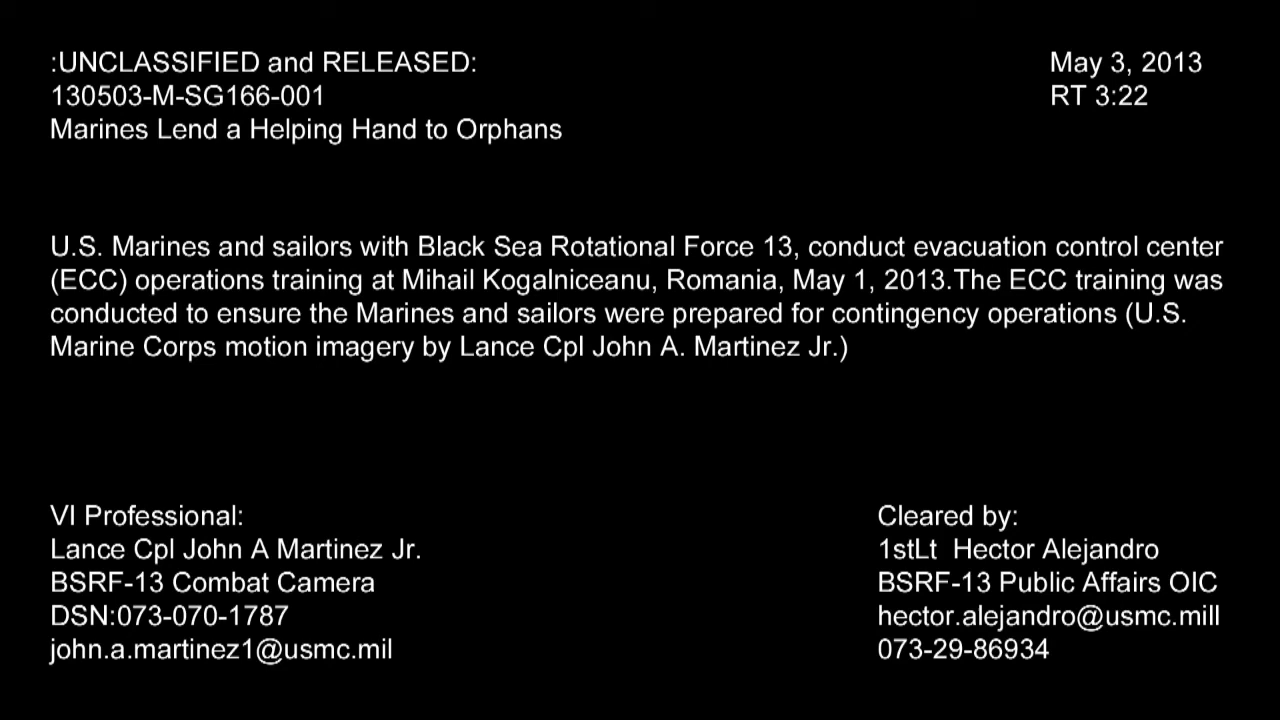 :UNCLASSIFIED and RELEASED:
130503-M-SG166-001
Marines Lend a Helping Hand to Orphans
May 3, 2013
RT 3:22
U.S. Marines and sailors with Black Sea Rotational Force 13, conduct evacuation control center
(ECC) operations training at Mihail Kogalniceanu, Romania, May 1, 2013.The ECC training was
conducted to ensure the Marines and sailors were prepared for contingency operations (U.S.
Marine Corps motion imagery by Lance Cpl John A. Martinez Jr.)
VI Professional:
Lance Cpl John A Martinez Jr.
BSRF-13 Combat Camera
DSN:073-070-1787
john.a.martinez1@usmc.mil
Cleared by:
1stLt  Hector Alejandro
BSRF-13 Public Affairs OIC
hector.alejandro@usmc.mill
073-29-86934